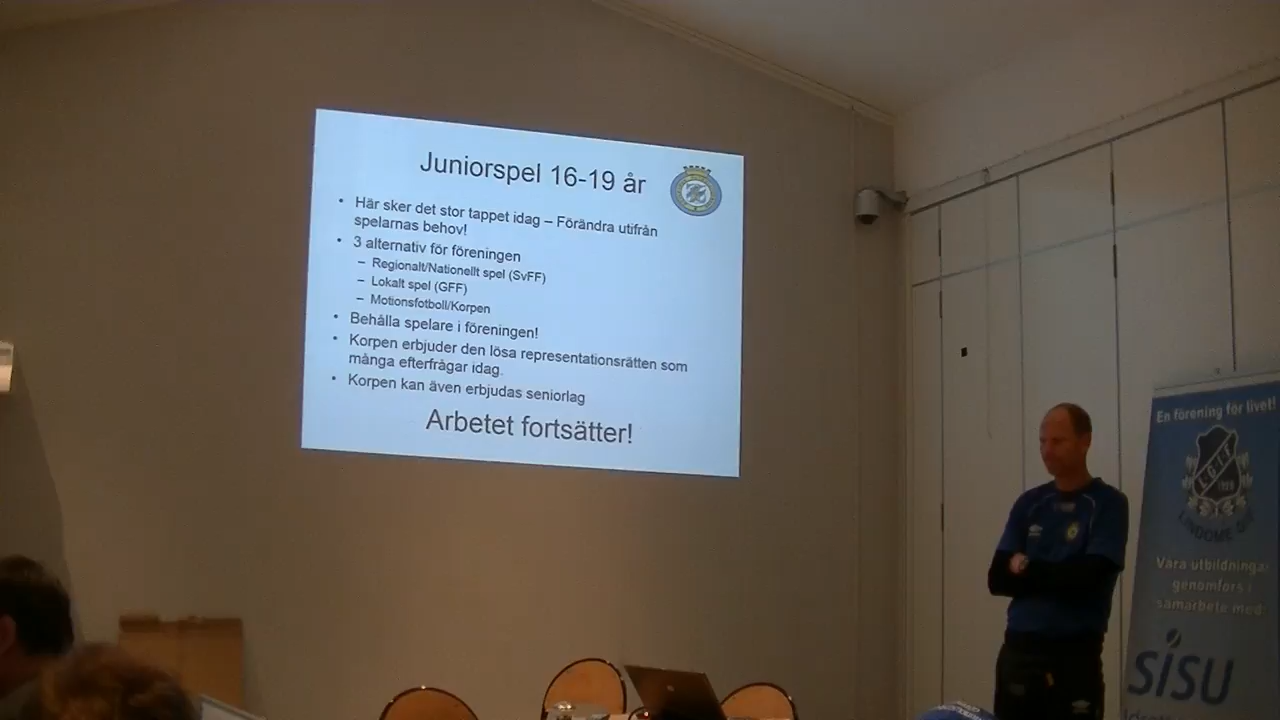 Juniorspel 16-19 år
• Här sker det stor tappet idag – Förändra utifrån
spelarnas behov!
• 3 alternativ för föreningen
– Regionalt/Nationellt spel (SvFF)
– Lokalt spel (GFF)
– Motionsfotboll/Korpen
• Behålla spelare i föreningen!
• Korpen erbjuder den lösa representationsrätten som
många efterfrågar idag.
• Korpen kan även erbjudas seniorlag
Arbetet fortsätter!
En förening för livet!
L.G.I.F
LINDOME GIF
Våra utbildningar
genomförs i
samarbete med:
SISU